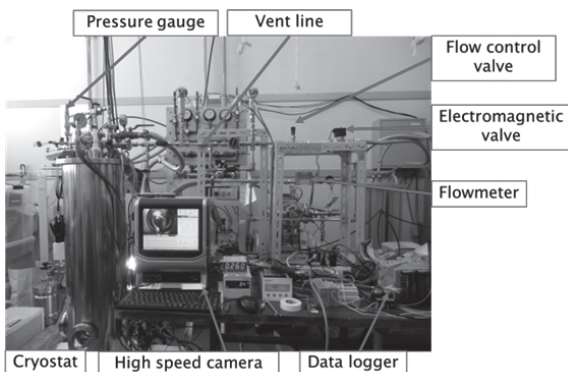 Pressure gauge
Vent line
Flow control
valve
Electromagnetic
valve
Flowmeter
Cryostat
High speed camera
Data logger